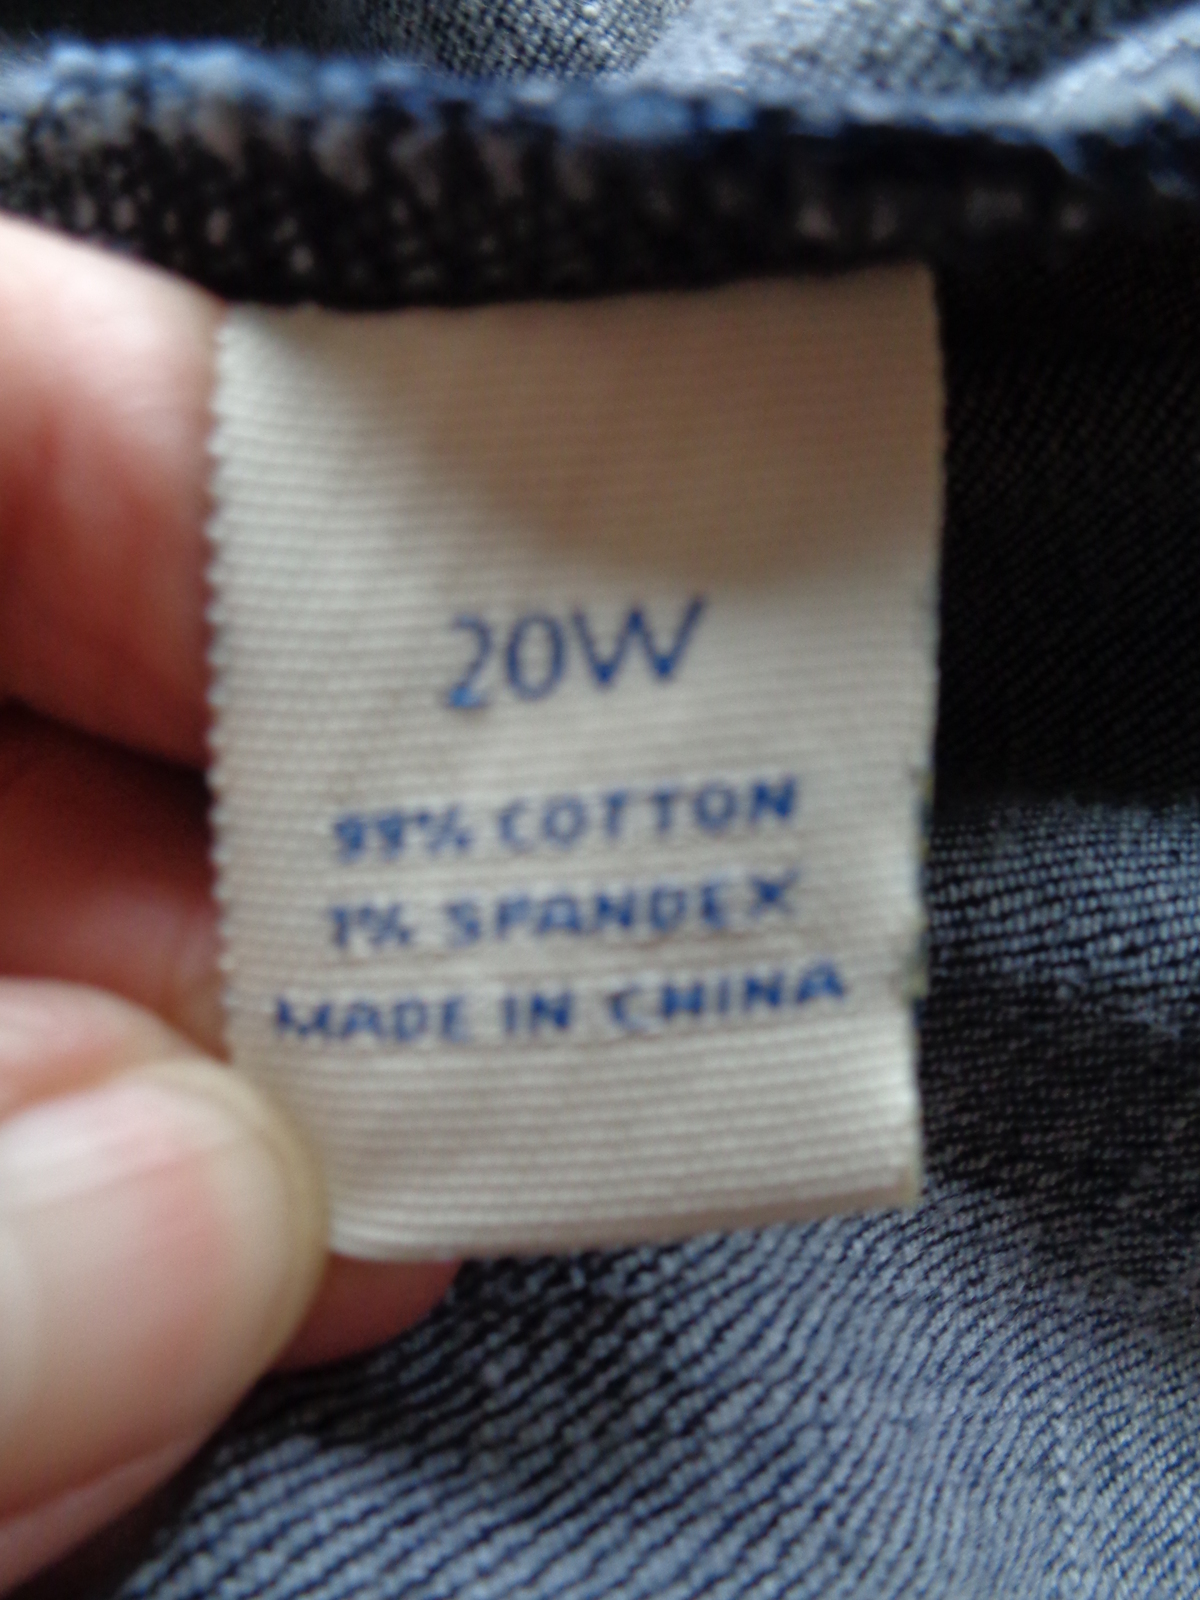 20W
99% COTTON
1% SPANDEX
MADE IN CHINA